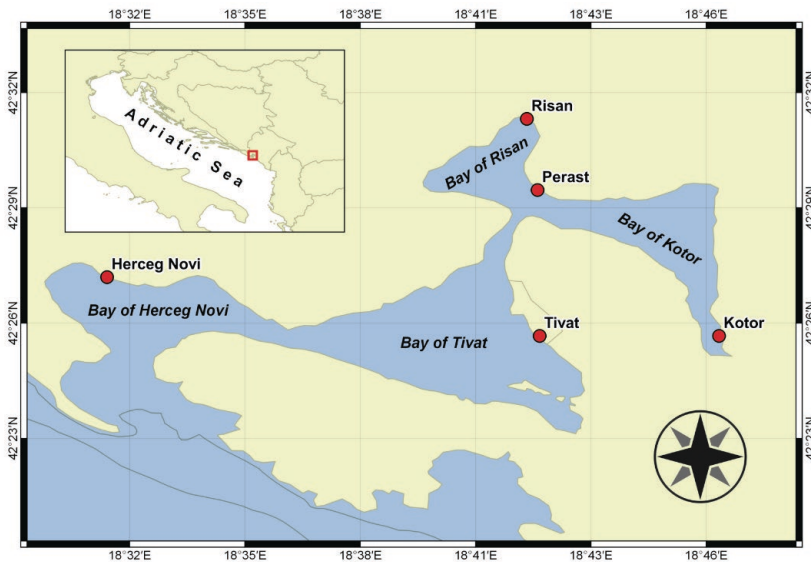 18°32'E 18°35'E 18°38'E 18°41'E 18°43'E 18°46'E
42°32'N 42°32'N
Adriatic Sea
Risan
Bay of Risan
Perast
42°29'N 42°29'N
Bay of Kotor
Herceg Novi
Bay of Herceg Novi
42°26'N 42°26'N
Tivat
Kotor
Bay of Tivat
42°23'N 42°23'N
18°32'E 18°35'E 18°38'E 18°41'E 18°43'E 18°46'E